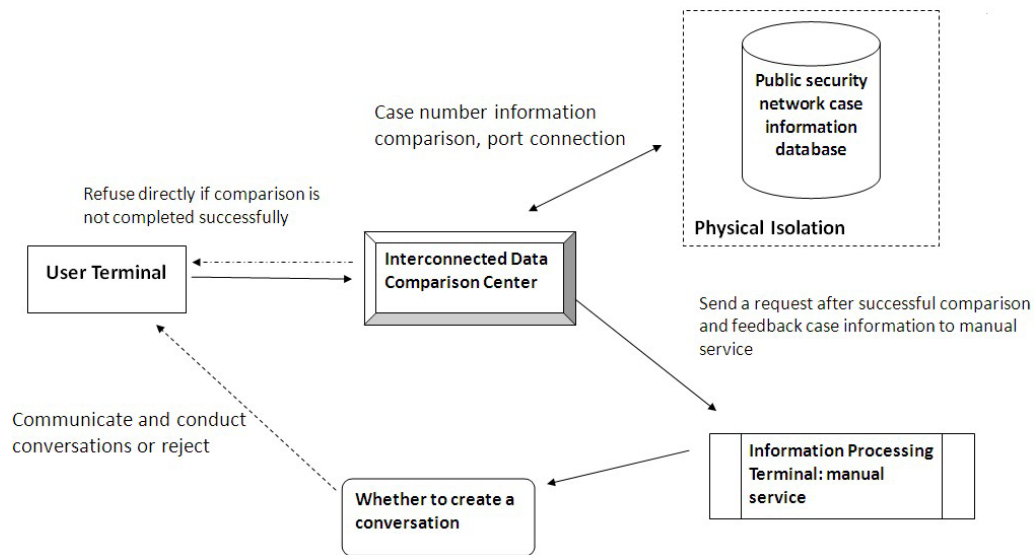 Public security
network case
information
database
Physical Isolation
Case number information
comparison, port connection
Refuse directly if comparison is
not completed successfully
User Terminal
Interconnected Data
Comparison Center
Send a request after successful comparison
and feedback case information to manual
service
Communicate and conduct
conversations or reject
Information Processing
Terminal: manual
service
Whether to create a
conversation